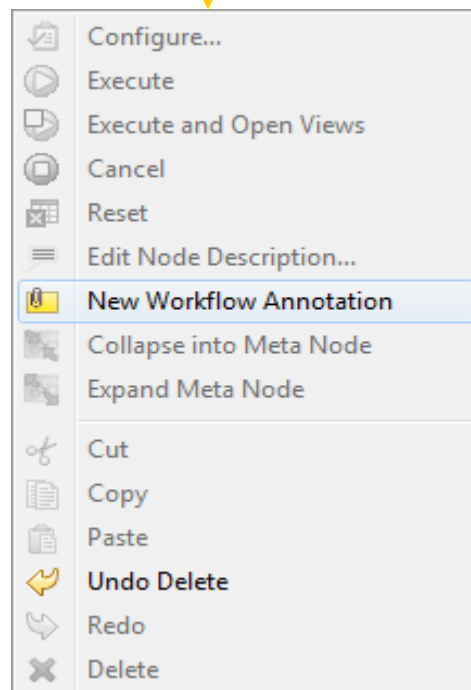 Configure...
Execute
Execute and Open Views
Cancel
Reset
Edit Node Description...
New Workflow Annotation
Collapse into Meta Node
Expand Meta Node
Cut
Copy
Paste
Undo Delete
Redo
Delete